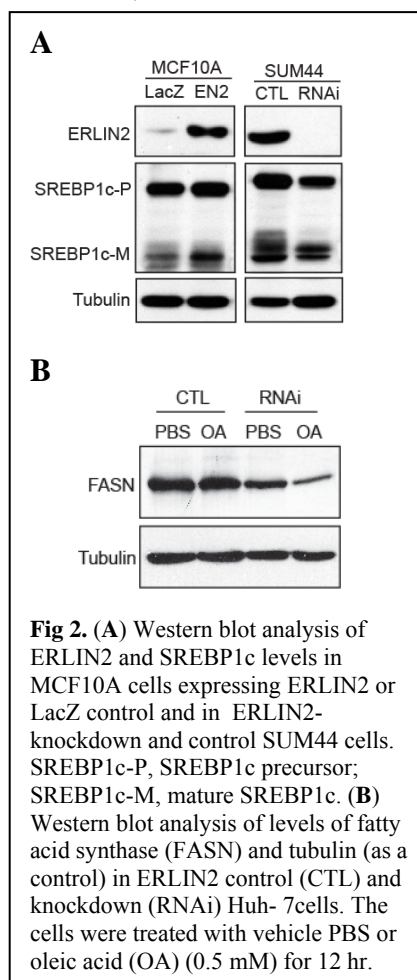 A
MCF10A SUM44
LacZ EN2 CTL RNAi
ERLIN2
SREBP1c-P
SREBP1c-M
Tubulin
B
CTL RNAi
PBS OA PBS OA
FASN
Tubulin
Fig 2. (A) Western blot analysis of
ERLIN2 and SREBP1c levels in
MCF10A cells expressing ERLIN2 or
LacZ control and in ERLIN2-
knockdown and control SUM44 cells.
SREBP1c-P, SREBP1c precursor;
SREBP1c-M, mature SREBP1c. (B)
Western blot analysis of levels of fatty
acid synthase (FASN) and tubulin (as a
control) in ERLIN2 control (CTL) and
knockdown (RNAi) Huh- 7cells. The
cells were treated with vehicle PBS or
oleic acid (OA) (0.5 mM) for 12 hr.